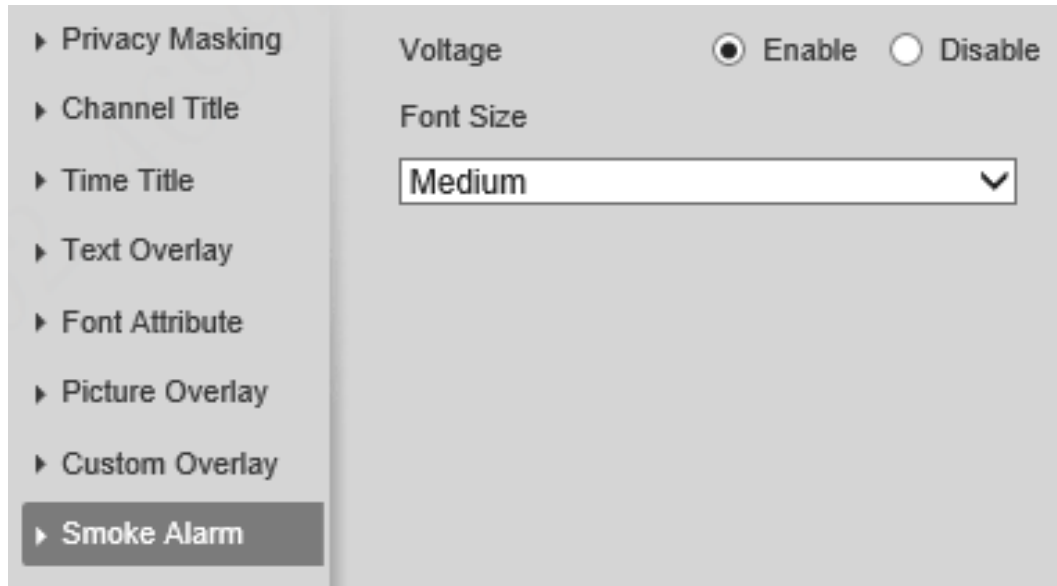 Privacy Masking
Channel Title
Time Title
Text Overlay
Font Attribute
Picture Overlay
Custom Overlay
Smoke Alarm
Voltage Enable Disable
Font Size
Medium